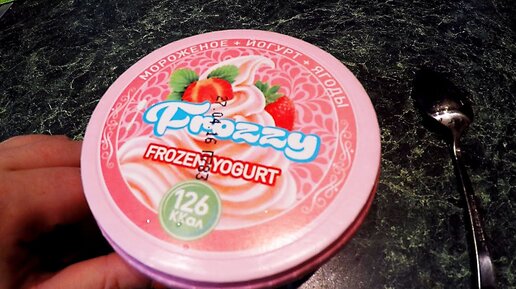 МОРОЖЕНОЕ + ЙОГУРТ + ЯГОДЫ
Frozzy
FROZEN YOGURT
126
ККал